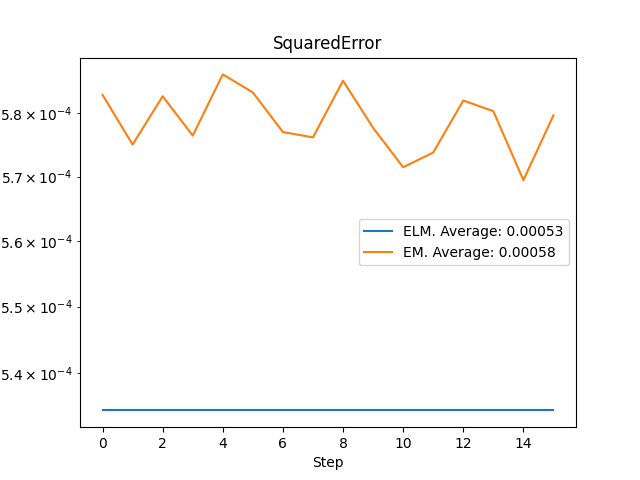 SquaredError
5.8 × 10⁻⁴
5.7 × 10⁻⁴
5.6 × 10⁻⁴
5.5 × 10⁻⁴
5.4 × 10⁻⁴
ELM. Average: 0.00053
EM. Average: 0.00058
0 2 4 6 8 10 12 14
Step